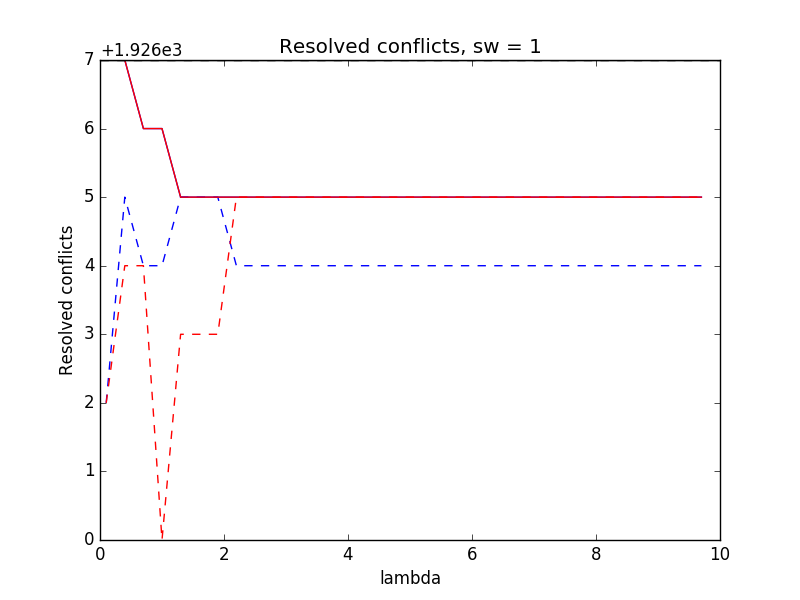 +1.926e3
Resolved conflicts, sw = 1
7
6
5
4
3
2
1
0
Resolved conflicts
0 2 4 6 8 10
lambda